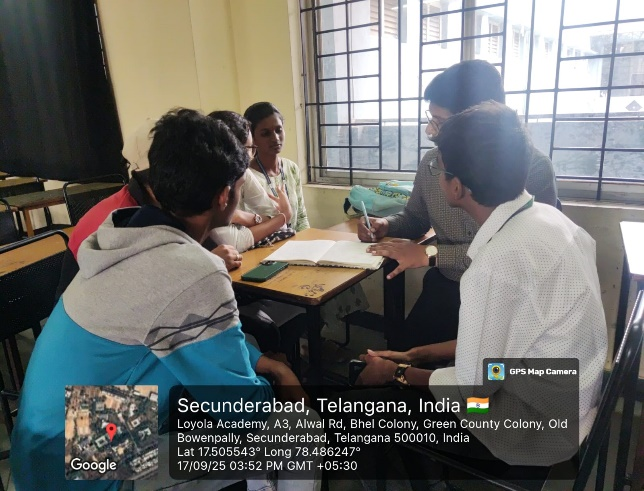 GPS Map Camera
Secunderabad, Telangana, India 🇮🇳
Loyola Academy, A3, Alwal Rd, Bhel Colony, Green County Colony, Old
Bowenpally, Secunderabad, Telangana 500010, India
Lat 17.505543° Long 78.486247°
17/09/25 03:52 PM GMT +05:30
Google